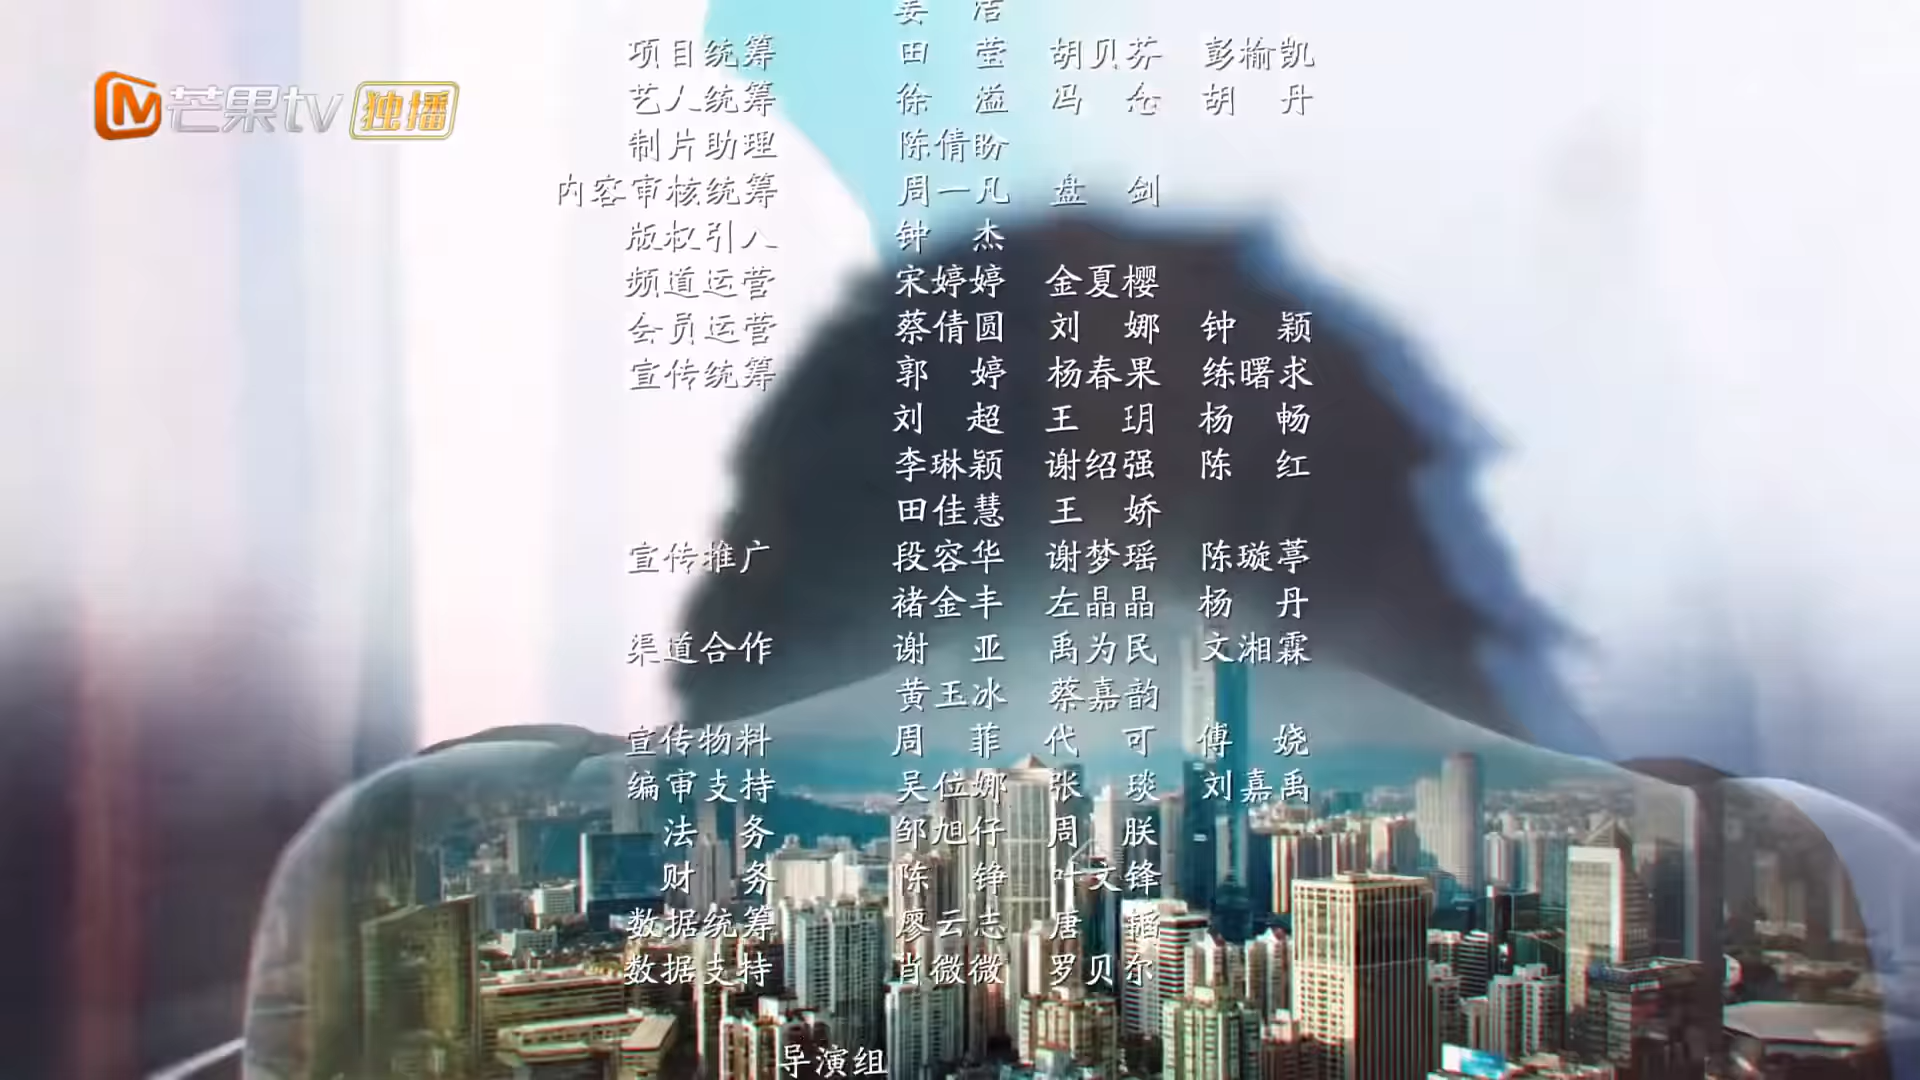 姜 洁
项目统筹 田 莹 胡贝芬 彭榆凯
芒果tv 独播
艺人统筹 徐 溢 冯 念 胡 丹
制片助理 陈倩盼
内容审核统筹 周一凡 盘 剑
版权引入 钟 杰
频道运营 宋婷婷 金夏樱
会员运营 蔡倩圆 刘 娜 钟 颖
宣传统筹 郭 婷 杨春果 练曙求
刘 超 王 玥 杨 畅
李琳颖 谢绍强 陈 红
田佳慧 王 娇
宣传推广 段容华 谢梦瑶 陈璇葶
褚金丰 左晶晶 杨 丹
渠道合作 谢 亚 禹为民 文湘霖
黄玉冰 蔡嘉韵
宣传物料 周 菲 代 可 傅 娆
编审支持 吴位娜 张 琰 刘嘉禹
法 务 邹旭仔 周 朕
财 务 陈 铮 叶文锋
数据统筹 廖云志 唐 韬
数据支持 肖微微 罗贝尔
导演组